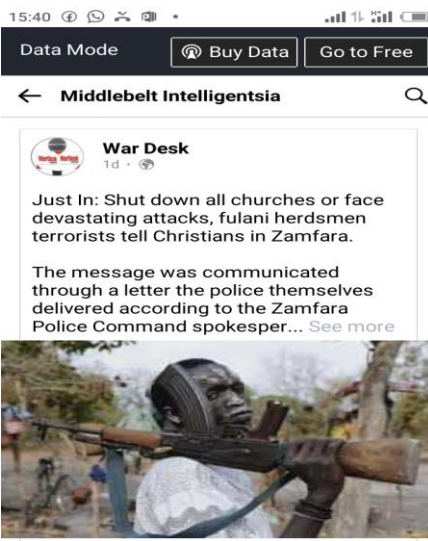 15:40
Data Mode
Buy Data
Go to Free
Middlebelt Intelligentsia
War Desk
1d ·
Just In: Shut down all churches or face
devastating attacks, fulani herdsmen
terrorists tell Christians in Zamfara.
The message was communicated
through a letter the police themselves
delivered according to the Zamfara
Police Command spokesper... See more